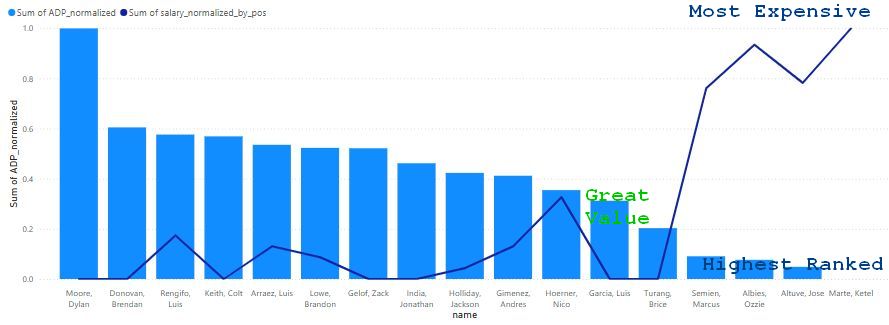 Most Expensive
Sum of ADP_normalized Sum of salary_normalized_by_pos
1.0
0.8
0.6
0.4
0.2
0.0
Sum of ADP_normalized
Great
Value
Highest Ranked
Moore, Donovan, Rengifo, Keith, Colt Arraez, Luis Lowe, Gelof, Zack India, Holliday, Gimenez, Hoerner, Garcia, Luis Turang, Semien, Albies, Altuve, Jose Marte, Ketel
Dylan Brendan Luis Brandon Jonathan Jackson Andres Nico Brice Marcus Ozzie
name